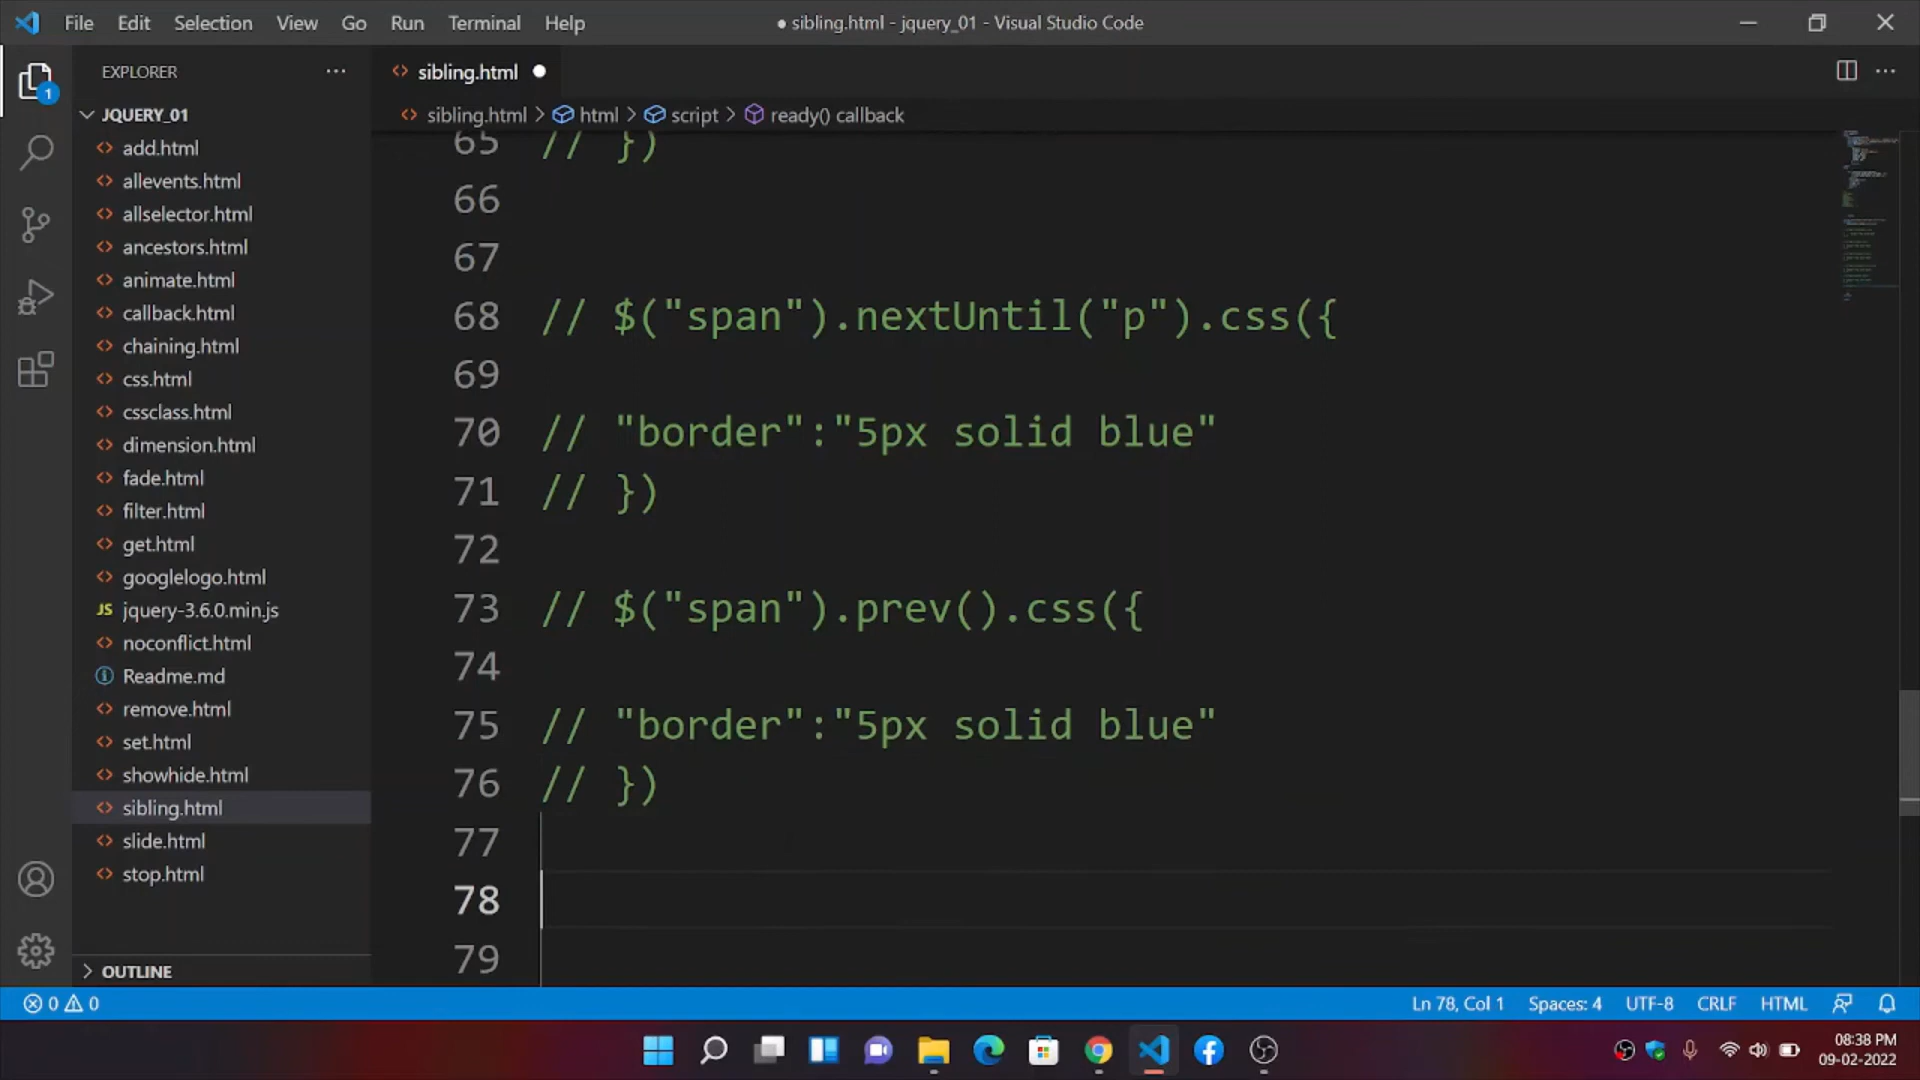 File Edit Selection View Go Run Terminal Help
● sibling.html - jquery_01 - Visual Studio Code
EXPLORER
JQUERY_01
add.html
allevents.html
allselector.html
ancestors.html
animate.html
callback.html
chaining.html
css.html
cssclass.html
dimension.html
fade.html
filter.html
get.html
googlelogo.html
JS jquery-3.6.0.min.js
noconflict.html
Readme.md
remove.html
set.html
showhide.html
sibling.html
slide.html
stop.html
OUTLINE
1
sibling.html
sibling.html > html > script > ready() callback
65 // })
66
67
68 // $("span").nextUntil("p").css({
69
70 // "border":"5px solid blue"
71 // })
72
73 // $("span").prev().css({
74
75 // "border":"5px solid blue"
76 // })
77
78
79
0 0
Ln 78, Col 1 Spaces: 4 UTF-8 CRLF HTML
08:38 PM
09-02-2022